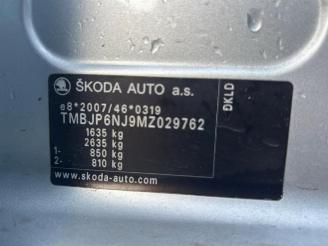 ŠKODA AUTO a.s.
e8*2007/46*0319
TMBJP6NJ9MZ029762
1635 kg
2635 kg
1- 850 kg
2- 810 kg
www.skoda-auto.com
DKLD